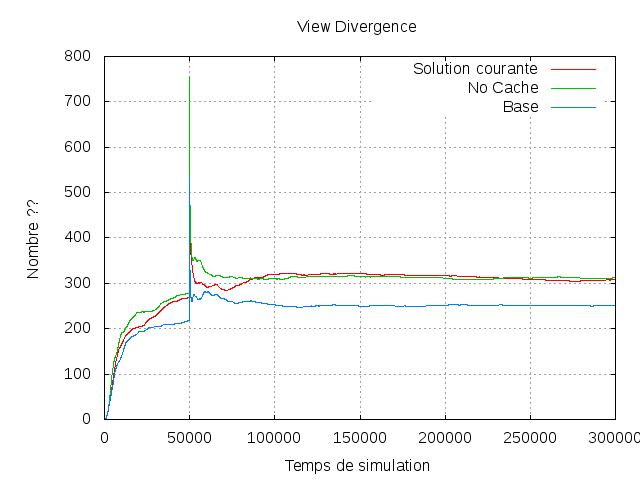 View Divergence
800
700
600
500
400
300
200
100
0
Nombre ??
Solution courante
No Cache
Base
0 50000 100000 150000 200000 250000 300000
Temps de simulation